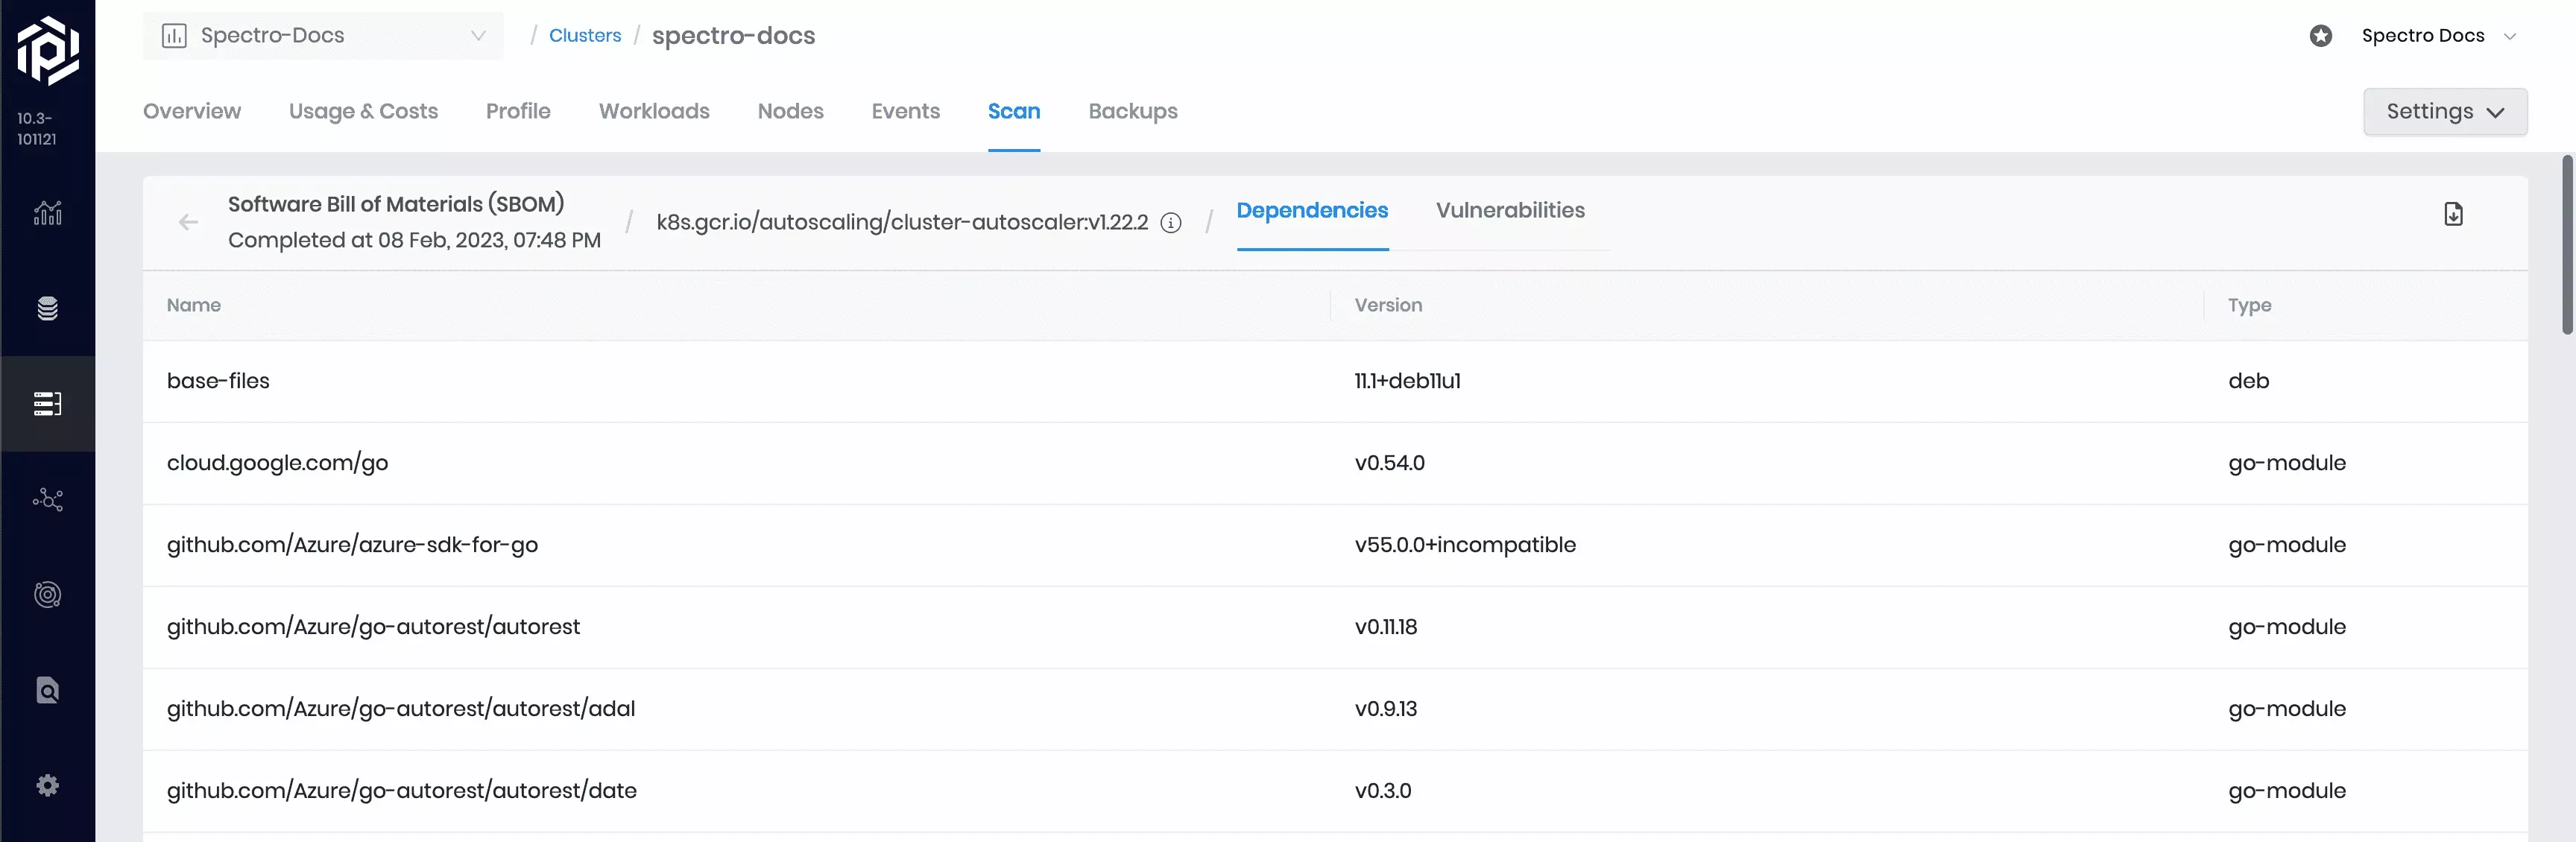 Spectro-Docs / Clusters / spectro-docs
Spectro Docs
10.3-
101121
Overview Usage & Costs Profile Workloads Nodes Events Scan Backups
Settings
Software Bill of Materials (SBOM)
Completed at 08 Feb, 2023, 07:48 PM
/ k8s.gcr.io/autoscaling/cluster-autoscaler:v1.22.2 / Dependencies Vulnerabilities
Name Version Type
base-files 11.1+deb11u1 deb
cloud.google.com/go v0.54.0 go-module
github.com/Azure/azure-sdk-for-go v55.0.0+incompatible go-module
github.com/Azure/go-autorest/autorest v0.11.18 go-module
github.com/Azure/go-autorest/autorest/adal v0.9.13 go-module
github.com/Azure/go-autorest/autorest/date v0.3.0 go-module